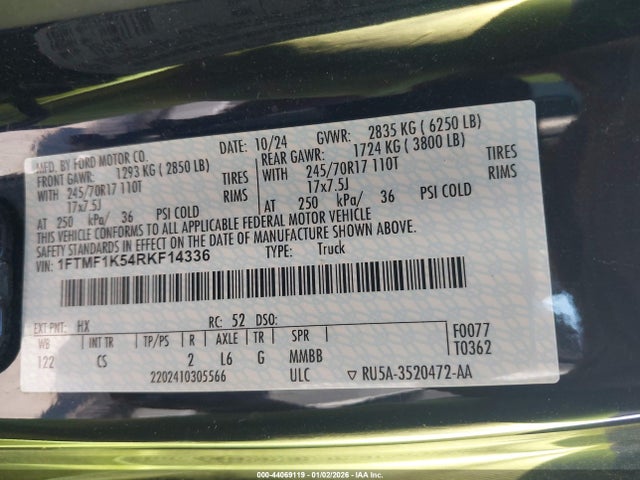 MFD. BY FORD MOTOR CO. DATE: 10/24 GVWR: 2835 KG ( 6250 LB)
FRONT GAWR: 1293 KG ( 2850 LB) REAR GAWR: 1724 KG ( 3800 LB)
WITH 245/70R17 110T TIRES WITH 245/70R17 110T TIRES
17x7.5J RIMS 17x7.5J RIMS
AT 250 kPa/ 36 PSI COLD AT 250 kPa/ 36 PSI COLD
THIS VEHICLE CONFORMS TO ALL APPLICABLE FEDERAL MOTOR VEHICLE
SAFETY STANDARDS IN EFFECT ON THE DATE OF MANUFACTURE SHOWN ABOVE.
VIN: 1FTMF1K54RKF14336 TYPE: Truck
EXT PNT: HX RC: 52 DSO: F0077
WB INT TR TP/PS R AXLE TR SPR T0362
122 CS 2 L6 G MMBB
2202410305566 ULC ▽ RU5A-3520472-AA
000-44069119 - 01/02/2026 - IAA Inc.